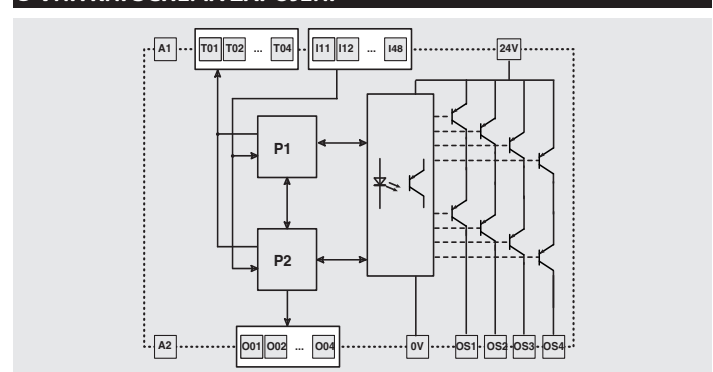 A1 T01 T02 ... T04 I11 I12 ... I48 24V
P1
P2
A2 O01 O02 ... O04 0V OS1 OS2 OS3 OS4